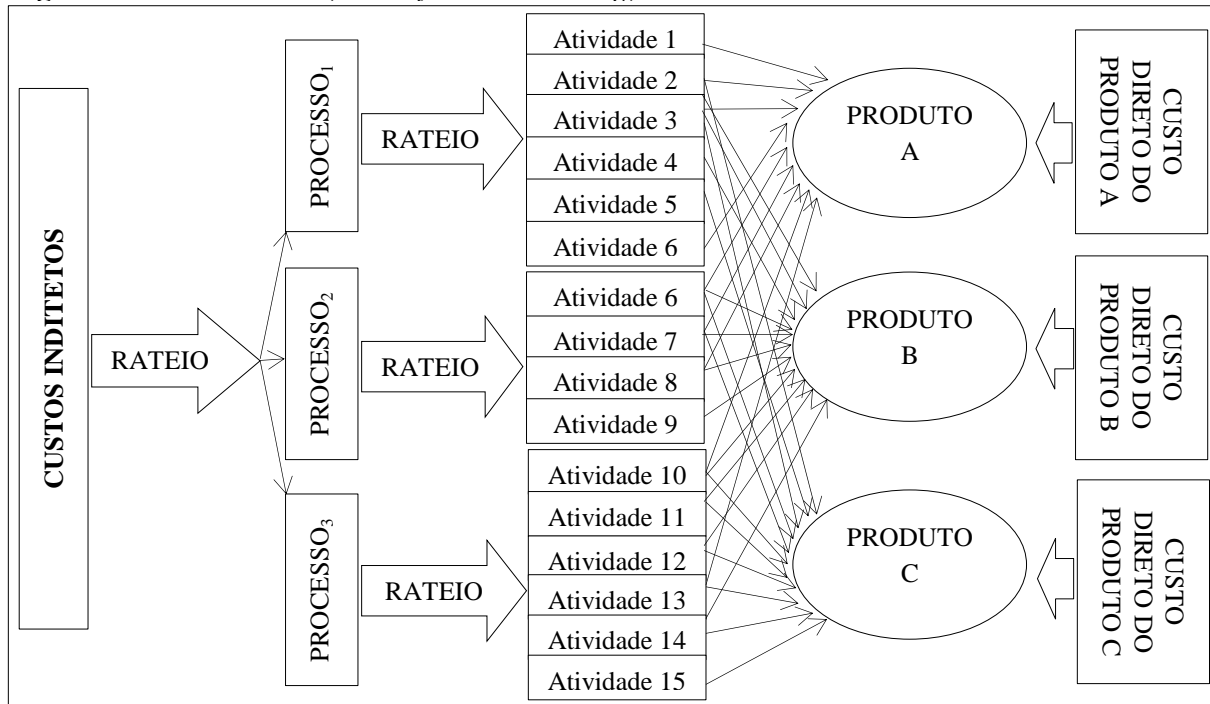 CUSTOS INDITETOS
RATEIO
PROCESSO₁
PROCESSO₂
PROCESSO₃
RATEIO
RATEIO
RATEIO
Atividade 1
Atividade 2
Atividade 3
Atividade 4
Atividade 5
Atividade 6
Atividade 6
Atividade 7
Atividade 8
Atividade 9
Atividade 10
Atividade 11
Atividade 12
Atividade 13
Atividade 14
Atividade 15
PRODUTO
A
PRODUTO
B
PRODUTO
C
CUSTO
DIRETO DO
PRODUTO A
CUSTO
DIRETO DO
PRODUTO B
CUSTO
DIRETO DO
PRODUTO C